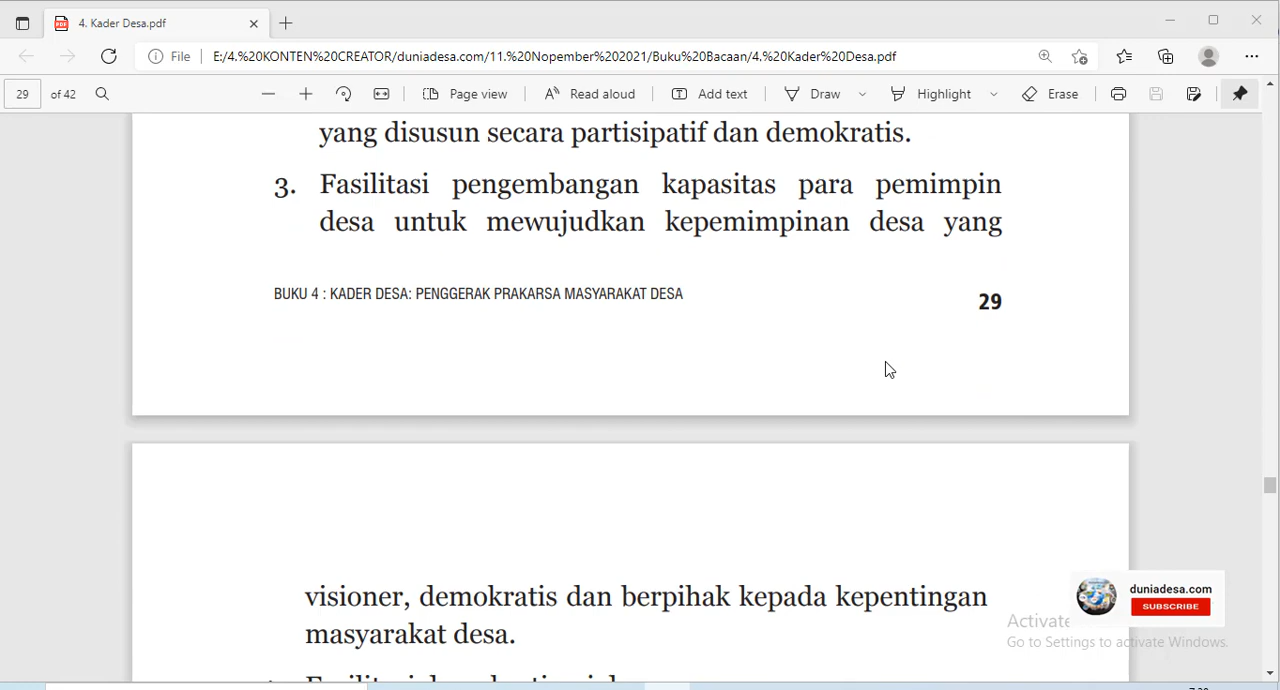 4. Kader Desa.pdf
File
E:/4.%20KONTEN%20CREATOR/duniadesa.com/11.%20Nopember%202021/Buku%20Bacaan/4.%20Kader%20Desa.pdf
29 of 42
Page view
Read aloud
Add text
Draw
Highlight
Erase
yang disusun secara partisipatif dan demokratis.
3. Fasilitasi pengembangan kapasitas para pemimpin
desa untuk mewujudkan kepemimpinan desa yang
BUKU 4 : KADER DESA: PENGGERAK PRAKARSA MASYARAKAT DESA
29
visioner, demokratis dan berpihak kepada kepentingan
masyarakat desa.
duniadesa.com
SUBSCRIBE
Activate
Go to Settings to activate Windows.